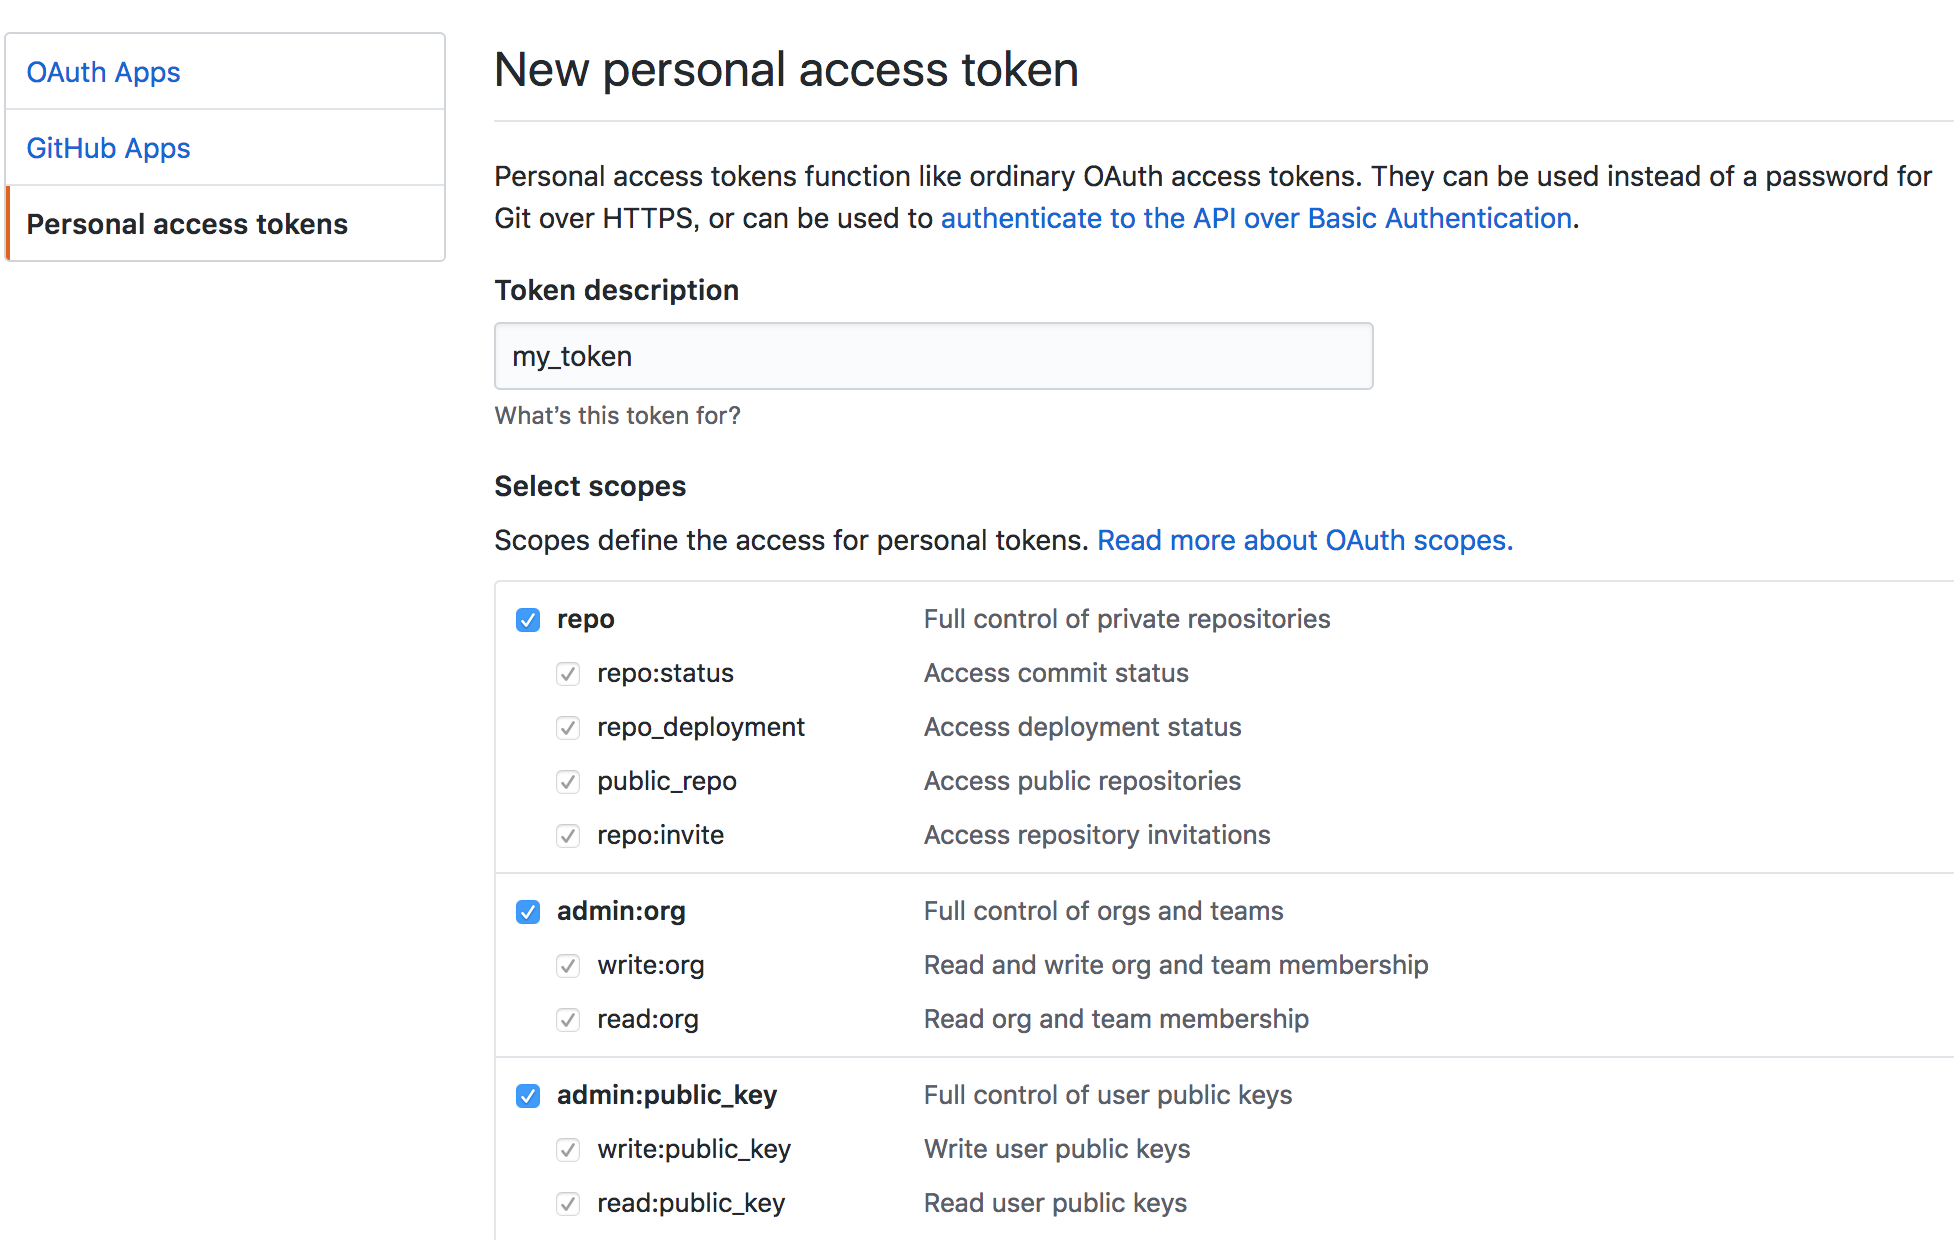 OAuth Apps
GitHub Apps
Personal access tokens
New personal access token
Personal access tokens function like ordinary OAuth access tokens. They can be used instead of a password for
Git over HTTPS, or can be used to authenticate to the API over Basic Authentication.
Token description
my_token
What’s this token for?
Select scopes
Scopes define the access for personal tokens. Read more about OAuth scopes.
repo Full control of private repositories
repo:status Access commit status
repo_deployment Access deployment status
public_repo Access public repositories
repo:invite Access repository invitations
admin:org Full control of orgs and teams
write:org Read and write org and team membership
read:org Read org and team membership
admin:public_key Full control of user public keys
write:public_key Write user public keys
read:public_key Read user public keys